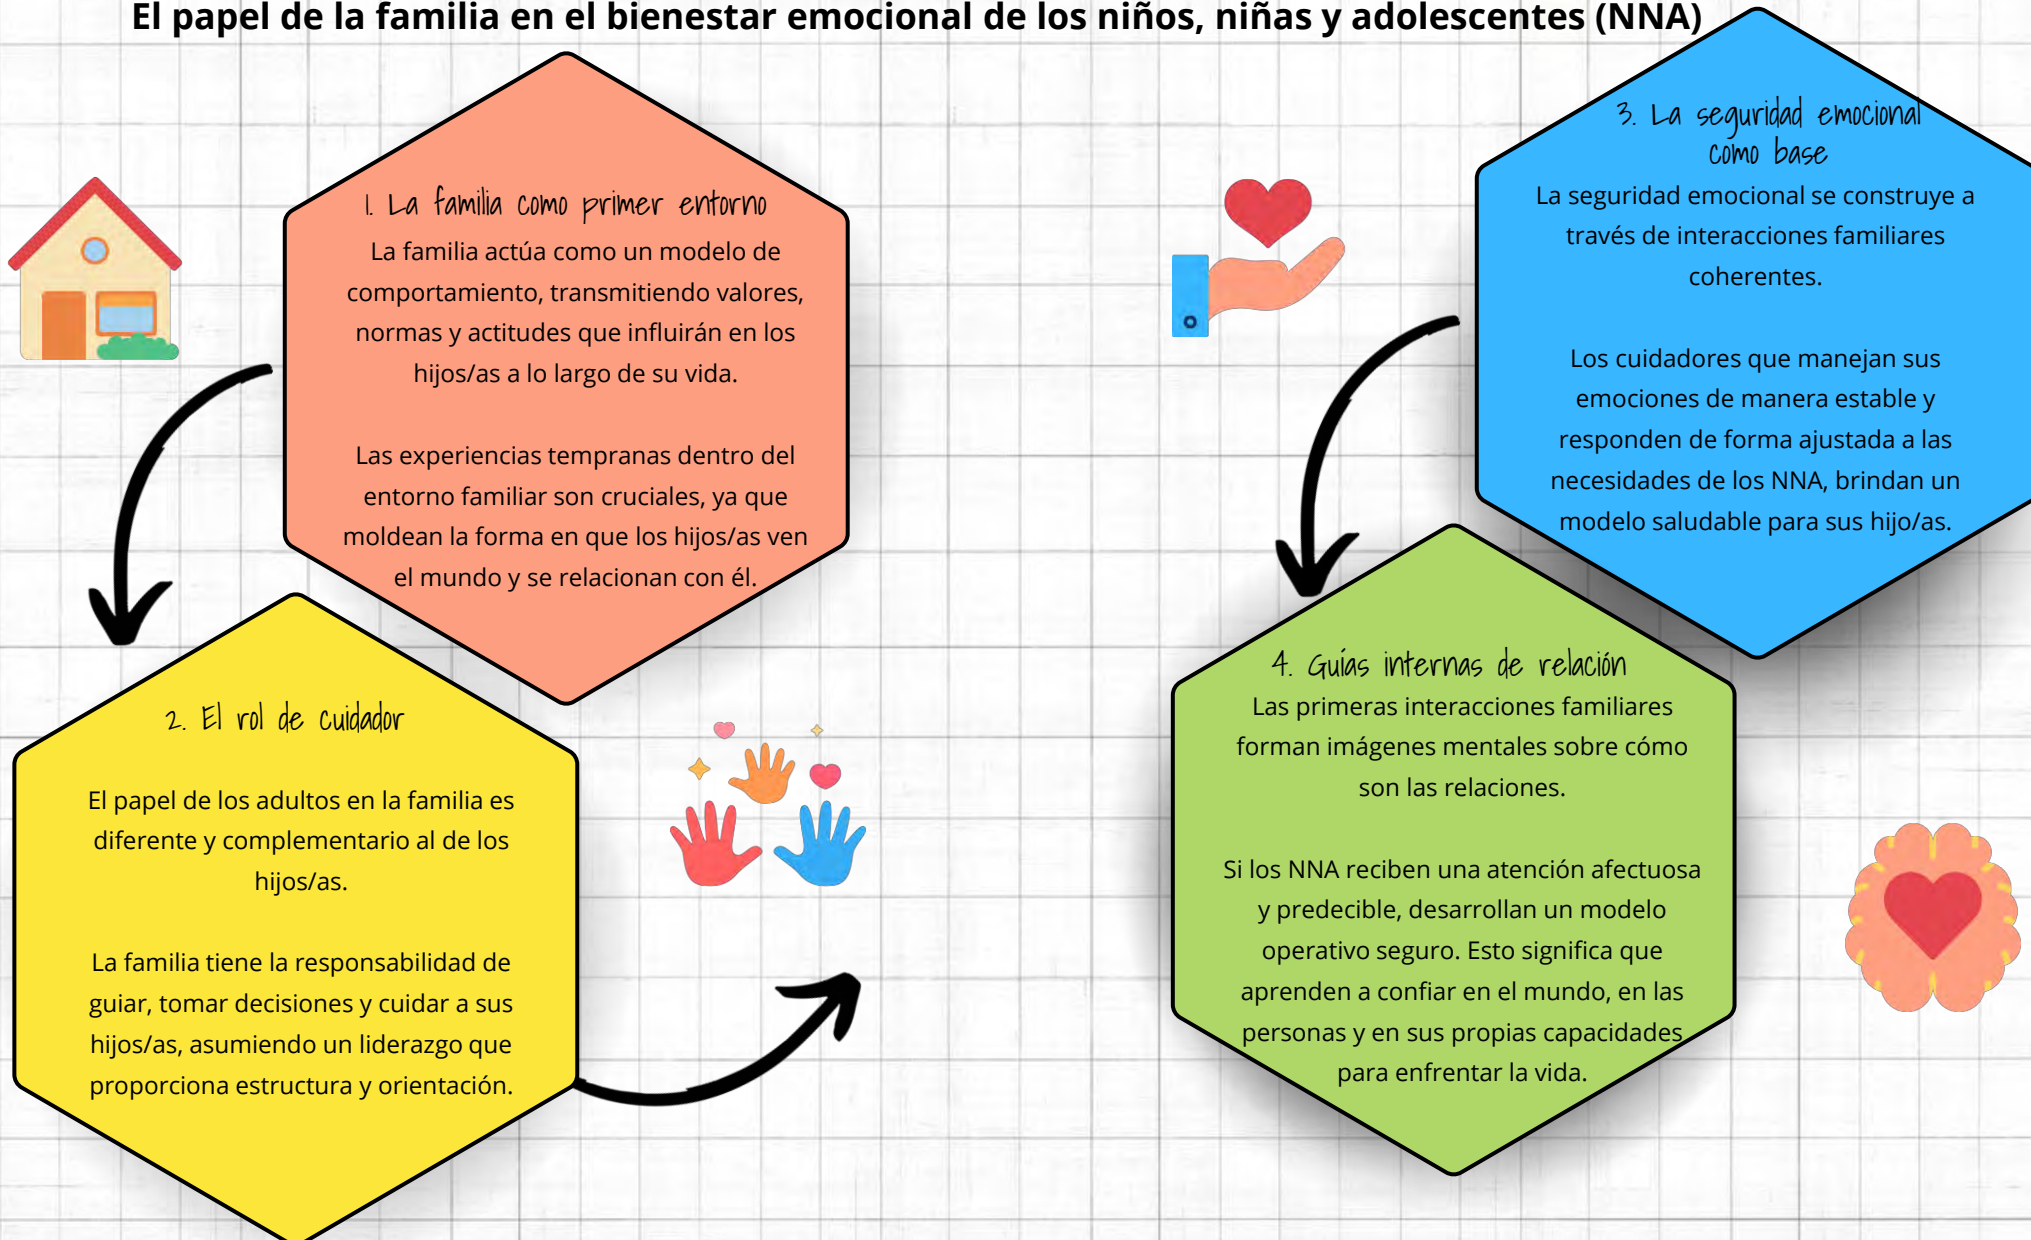 El papel de la familia en el bienestar emocional de los niños, niñas y adolescentes (NNA)
1. La familia como primer entorno
La familia actúa como un modelo de
comportamiento, transmitiendo valores,
normas y actitudes que influirán en los
hijos/as a lo largo de su vida.
Las experiencias tempranas dentro del
entorno familiar son cruciales, ya que
moldean la forma en que los hijos/as ven
el mundo y se relacionan con él.
2. El rol de cuidador
El papel de los adultos en la familia es
diferente y complementario al de los
hijos/as.
La familia tiene la responsabilidad de
guiar, tomar decisiones y cuidar a sus
hijos/as, asumiendo un liderazgo que
proporciona estructura y orientación.
3. La seguridad emocional
como base
La seguridad emocional se construye a
través de interacciones familiares
coherentes.
Los cuidadores que manejan sus
emociones de manera estable y
responden de forma ajustada a las
necesidades de los NNA, brindan un
modelo saludable para sus hijo/as.
4. Guías internas de relación
Las primeras interacciones familiares
forman imágenes mentales sobre cómo
son las relaciones.
Si los NNA reciben una atención afectuosa
y predecible, desarrollan un modelo
operativo seguro. Esto significa que
aprenden a confiar en el mundo, en las
personas y en sus propias capacidades
para enfrentar la vida.